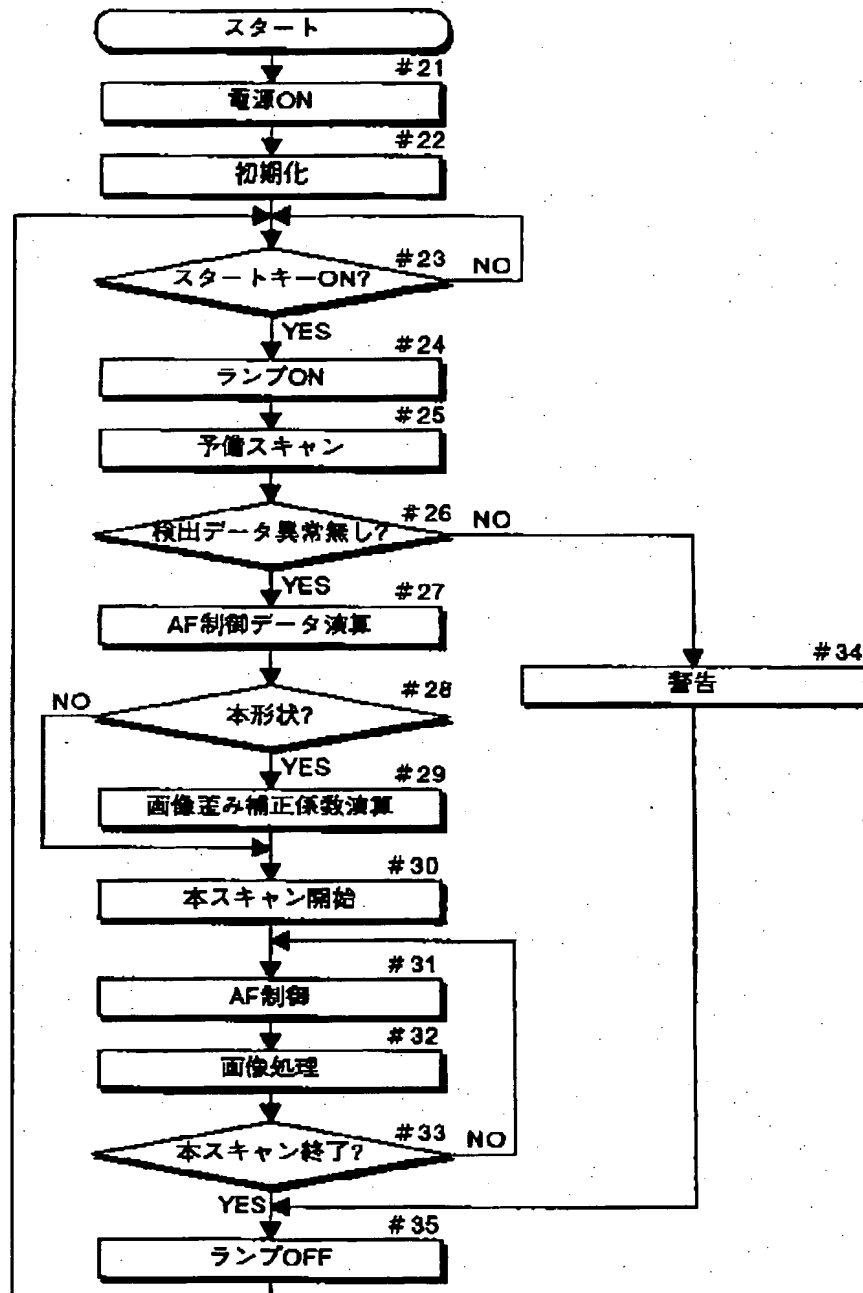 スタート
#21
電源ON
#22
初期化
#23
スタートキーON?
NO
YES
#24
ランプON
#25
予備スキャン
#26
検出データ異常無し?
NO
YES
#27
AF制御データ演算
#34
警告
#28
本形状?
NO
YES
#29
画像歪み補正係数演算
#30
本スキャン開始
#31
AF制御
#32
画像処理
#33
本スキャン終了?
NO
YES
#35
ランプOFF